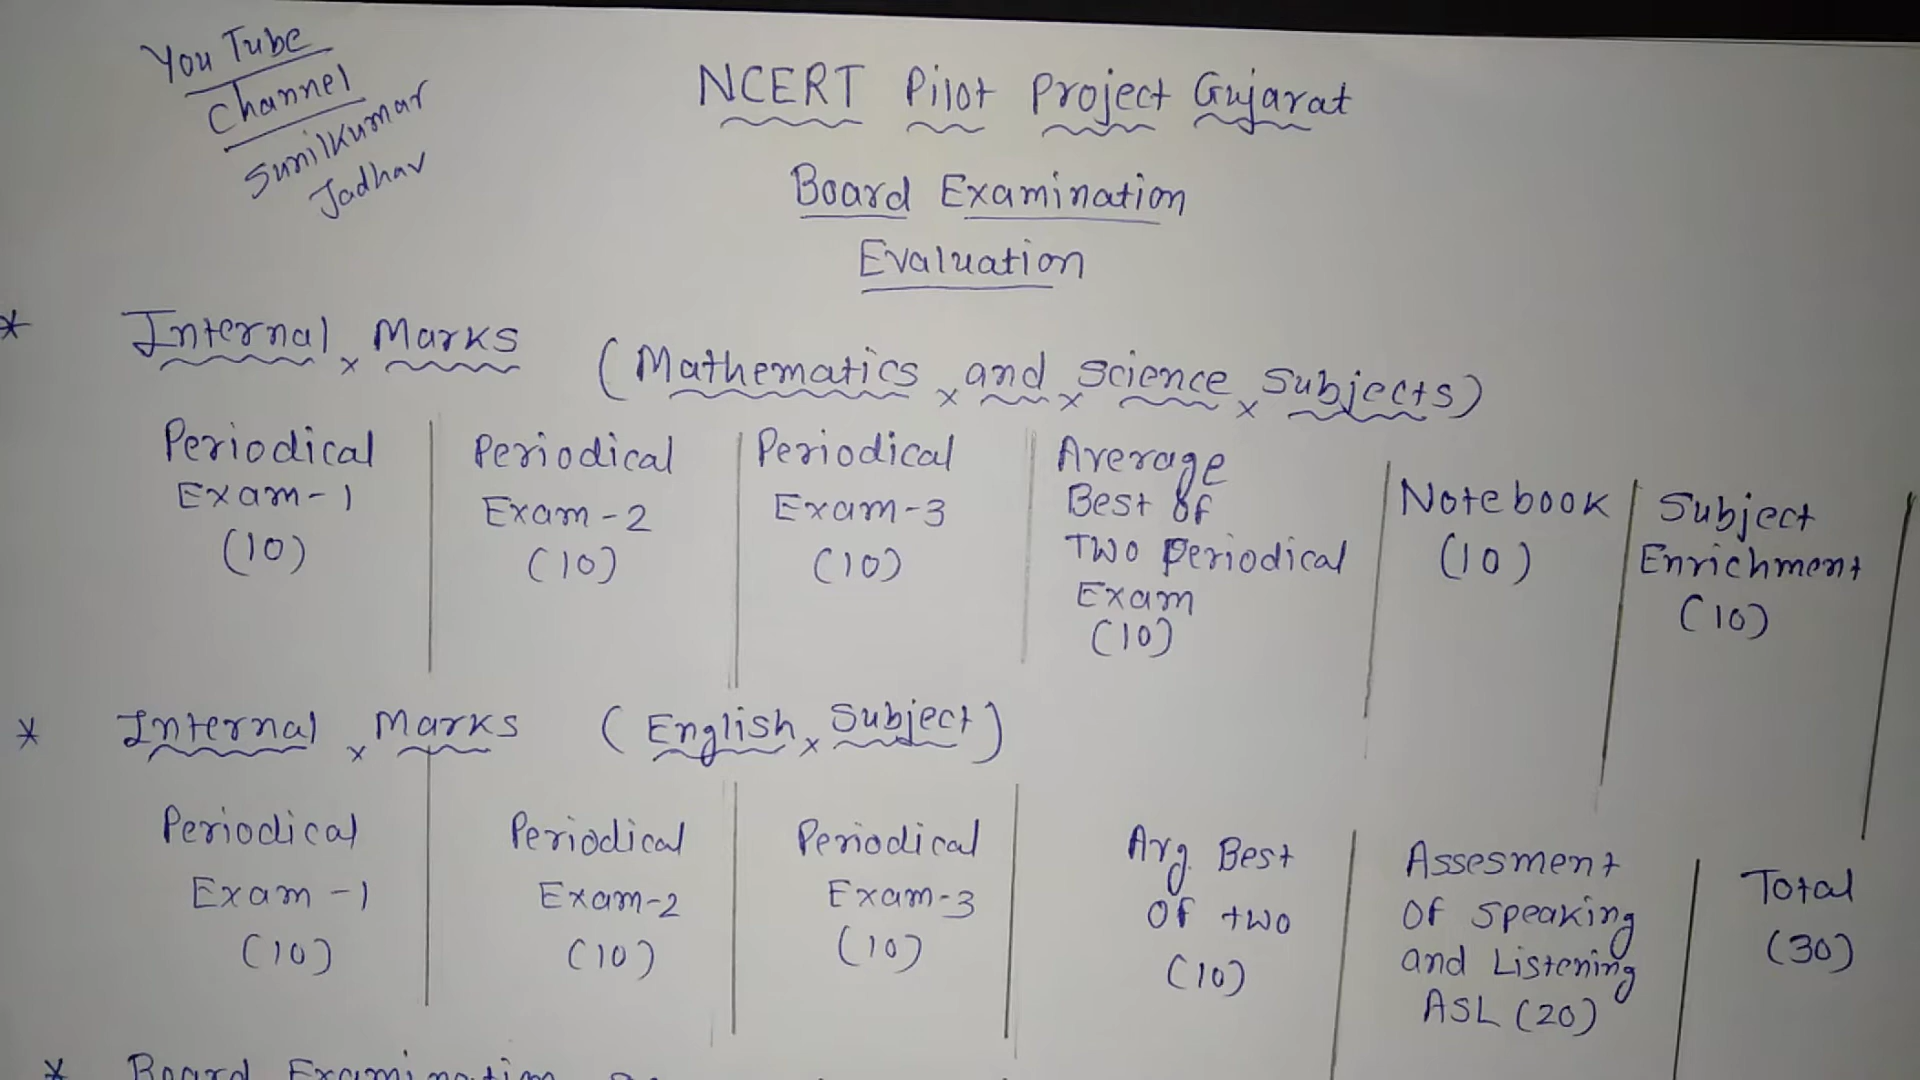 You Tube
Channel
Sunilkumar
Jadhav
NCERT Pilot Project Gujarat
Board Examination
Evaluation
* Internal Marks (Mathematics and Science Subjects)
Periodical
Exam-1
(10)
Periodical
Exam-2
(10)
Periodical
Exam-3
(10)
Average
Best of
Two Periodical
Exam
(10)
Notebook
(10)
Subject
Enrichment
(10)
* Internal Marks (English Subject)
Periodical
Exam-1
(10)
Periodical
Exam-2
(10)
Periodical
Exam-3
(10)
Avg. Best
Of two
(10)
Assesment
Of Speaking
and Listening
ASL (20)
Total
(30)
* Board Examination